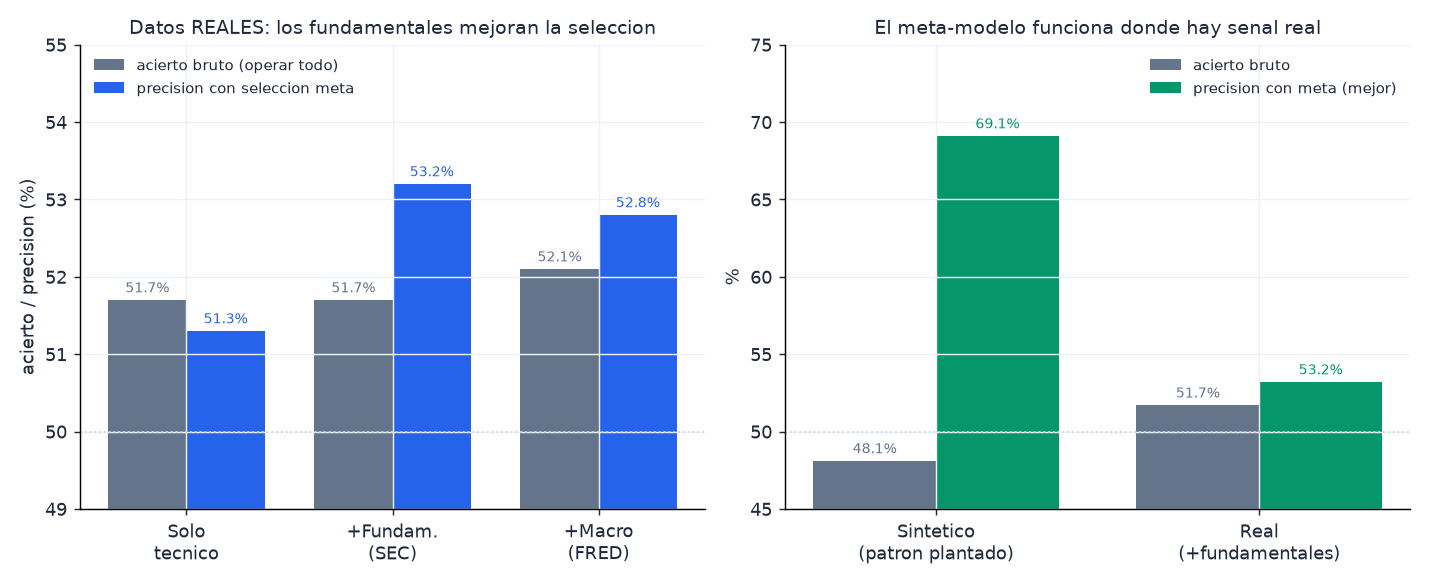 Datos REALES: los fundamentales mejoran la seleccion
acierto bruto (operar todo)
precision con seleccion meta
acierto / precision (%)
55
54
53
52
51
50
49
51.7%
51.3%
51.7%
53.2%
52.1%
52.8%
Solo
tecnico
+Fundam.
(SEC)
+Macro
(FRED)
El meta-modelo funciona donde hay senal real
acierto bruto
precision con meta (mejor)
%
75
70
65
60
55
50
45
48.1%
69.1%
51.7%
53.2%
Sintetico
(patron plantado)
Real
(+fundamentales)